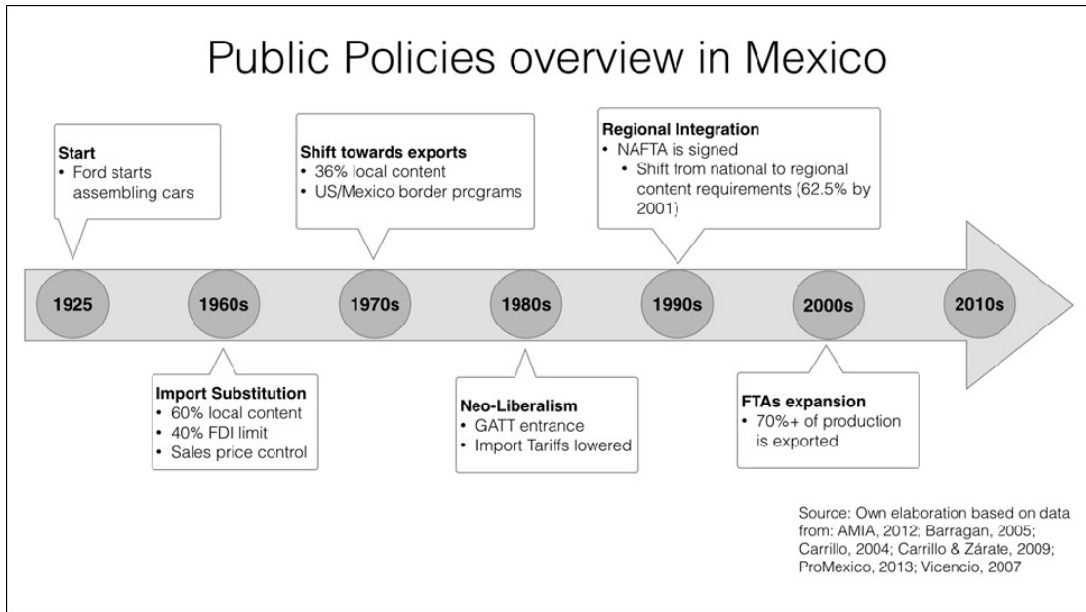 Public Policies overview in Mexico
Start
• Ford starts
assembling cars
Shift towards exports
• 36% local content
• US/Mexico border programs
Regional Integration
• NAFTA is signed
• Shift from national to regional
content requirements (62.5% by
2001)
1925
1960s
1970s
1980s
1990s
2000s
2010s
Import Substitution
• 60% local content
• 40% FDI limit
• Sales price control
Neo-Liberalism
• GATT entrance
• Import Tariffs lowered
FTAs expansion
• 70%+ of production
is exported
Source: Own elaboration based on data
from: AMIA, 2012; Barragan, 2005;
Carrillo, 2004; Carrillo & Zárate, 2009;
ProMexico, 2013; Vicencio, 2007